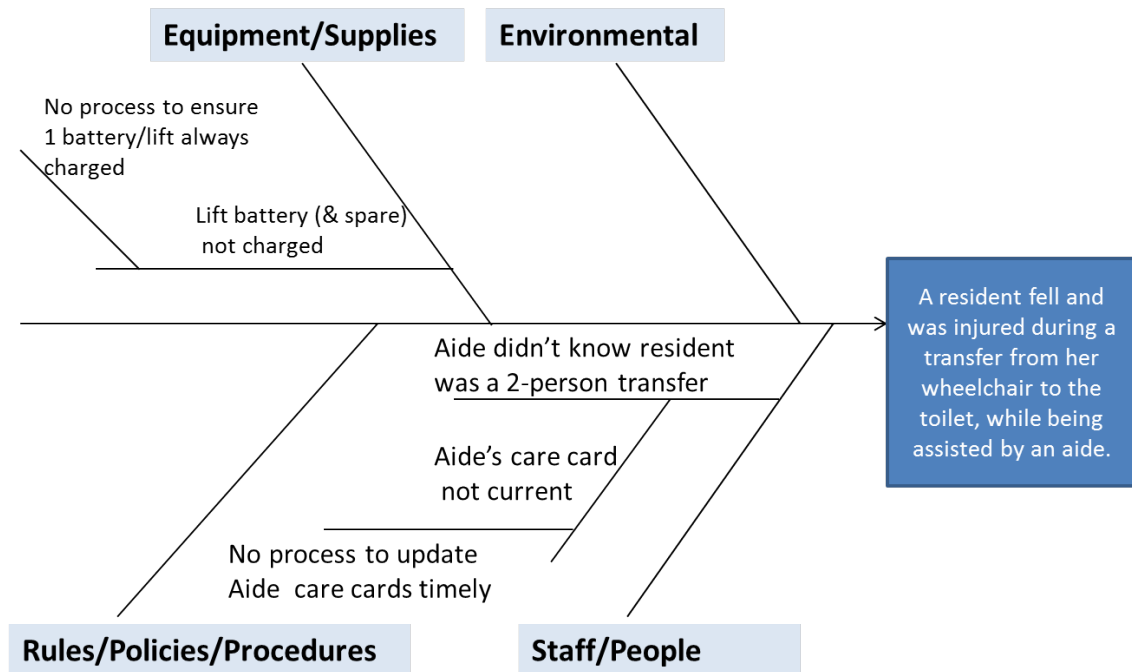 Equipment/Supplies
Environmental
No process to ensure
1 battery/lift always
charged
Lift battery (& spare)
not charged
A resident fell and
was injured during a
transfer from her
wheelchair to the
toilet, while being
assisted by an aide.
Aide didn’t know resident
was a 2-person transfer
Aide’s care card
not current
No process to update
Aide care cards timely
Rules/Policies/Procedures
Staff/People